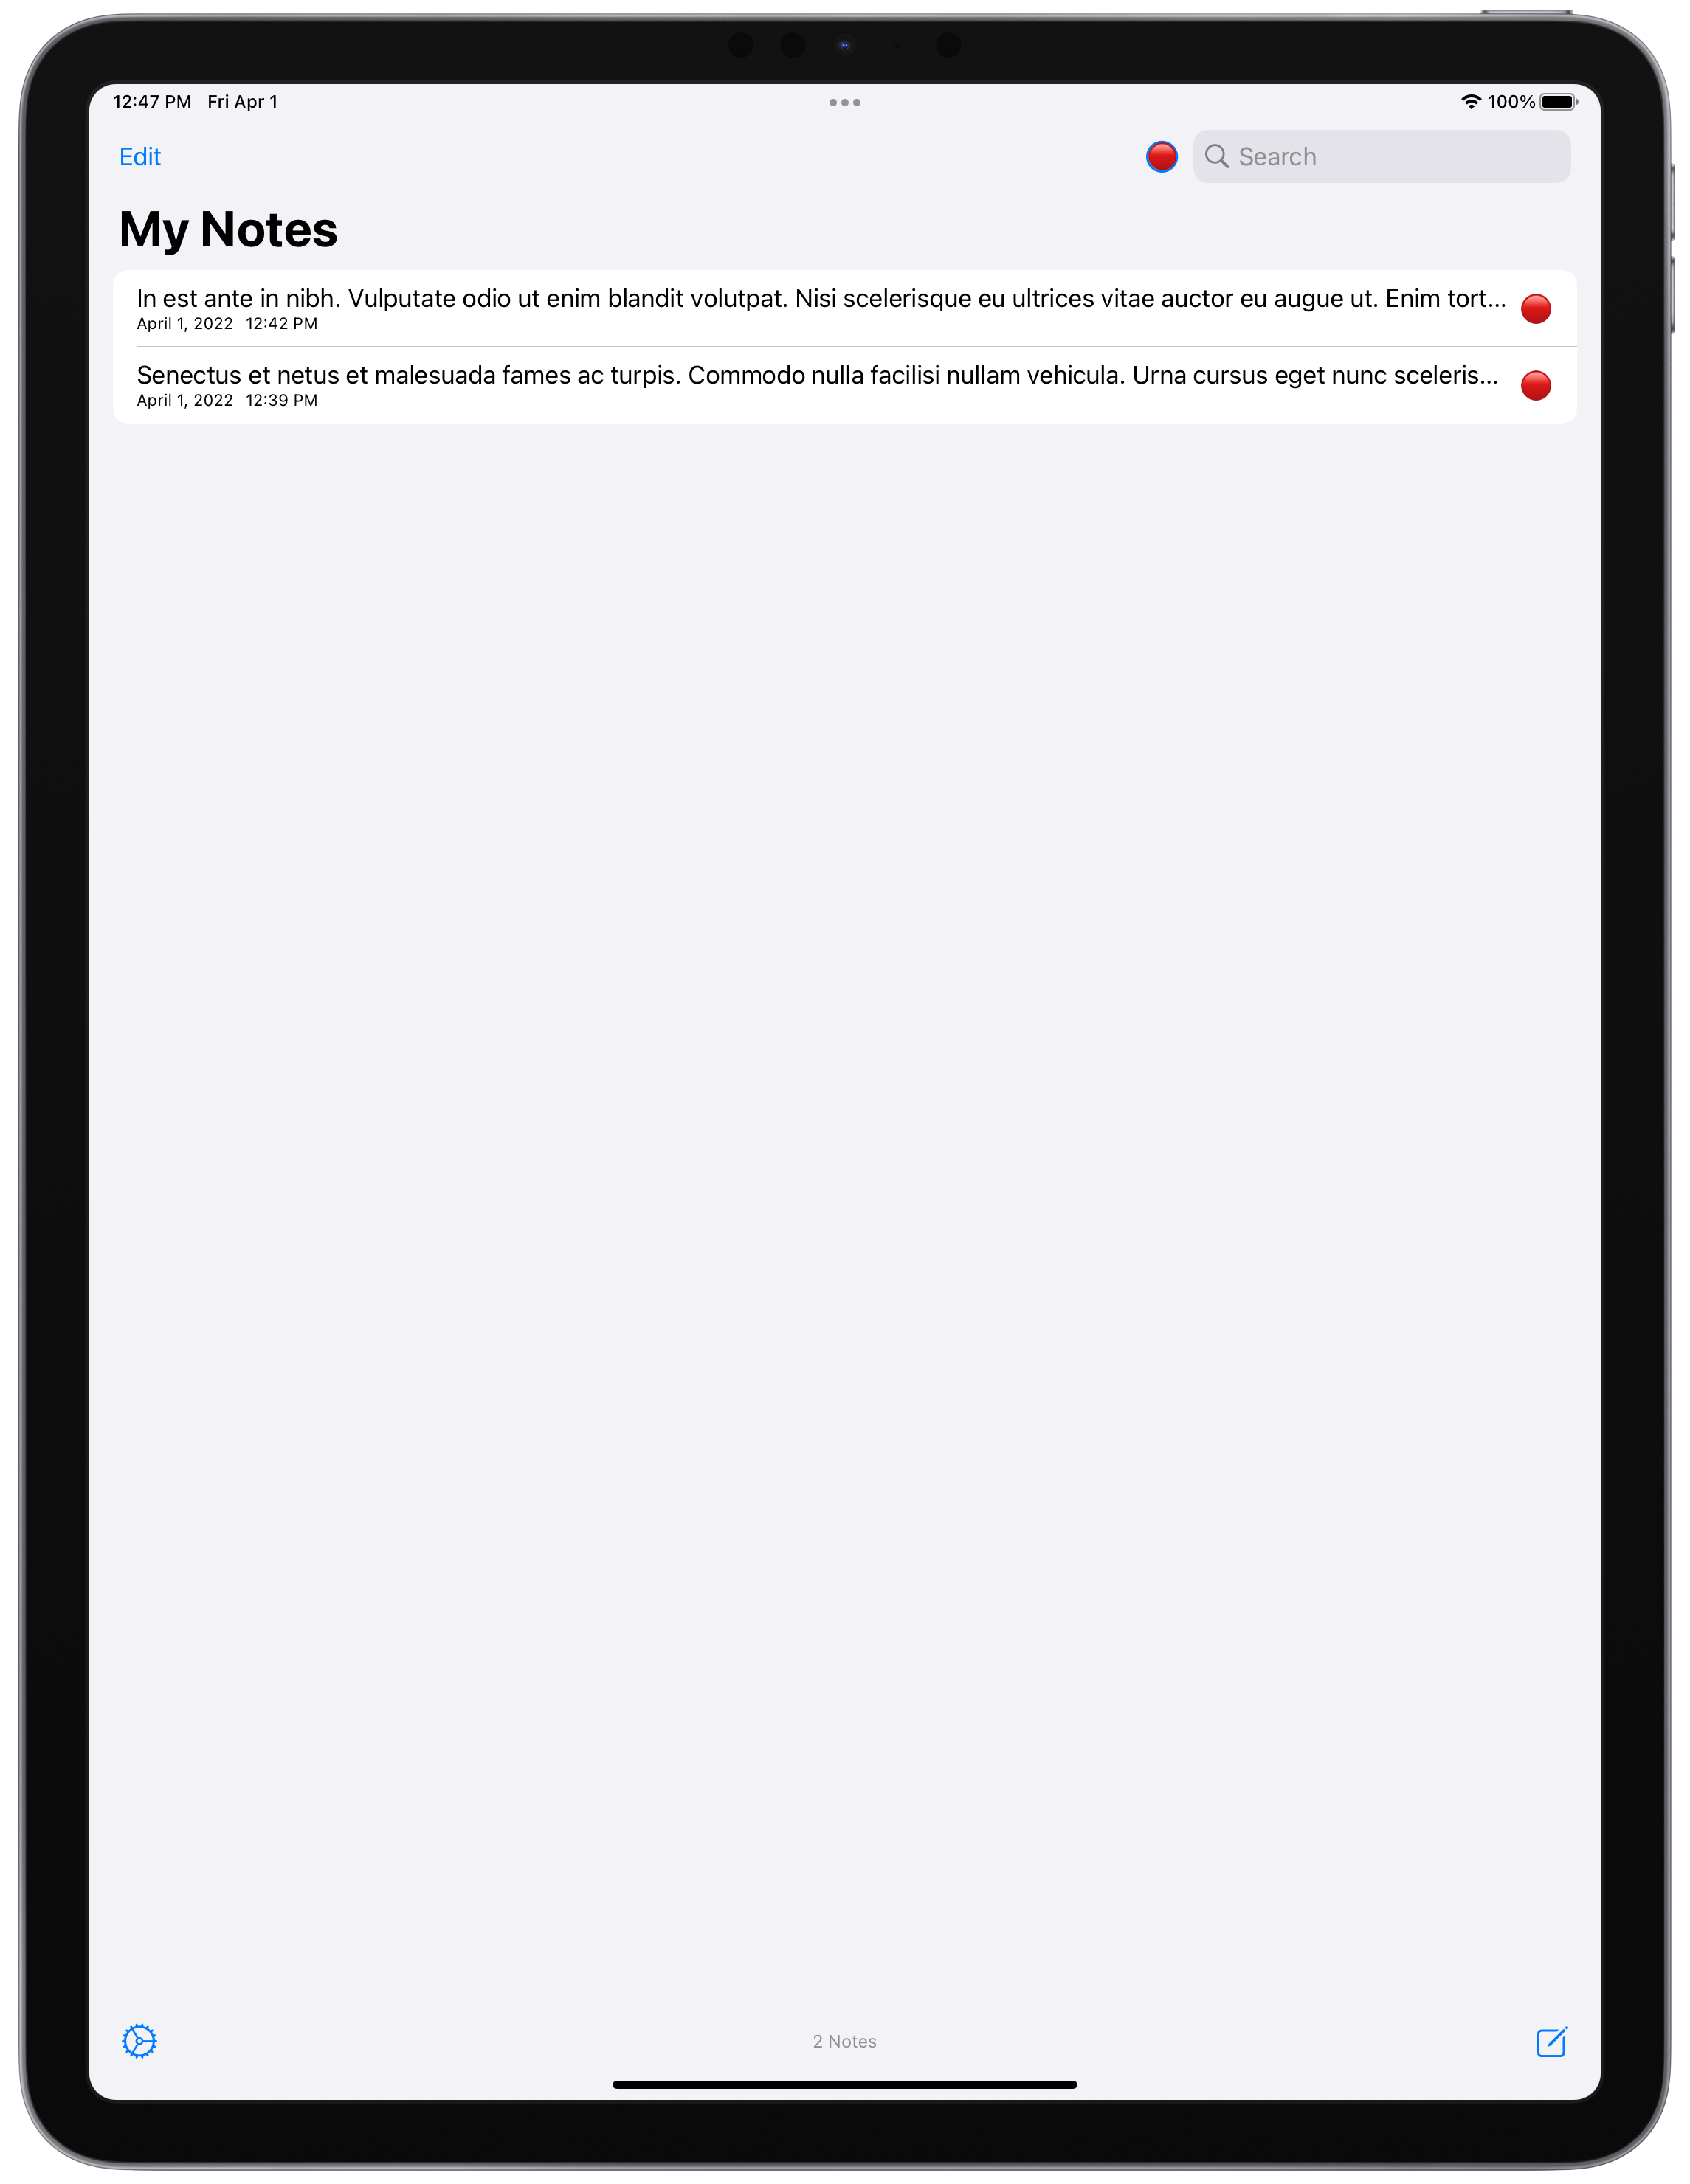 12:47 PM Fri Apr 1
100%
Edit
Search
My Notes
In est ante in nibh. Vulputate odio ut enim blandit volutpat. Nisi scelerisque eu ultrices vitae auctor eu augue ut. Enim tort...
April 1, 2022 12:42 PM
Senectus et netus et malesuada fames ac turpis. Commodo nulla facilisi nullam vehicula. Urna cursus eget nunc sceleris...
April 1, 2022 12:39 PM
2 Notes